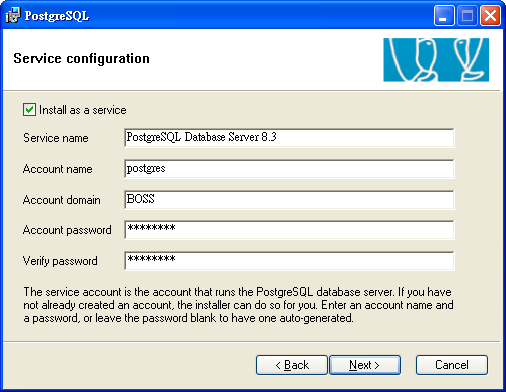 PostgreSQL
Service configuration
Install as a service
Service name PostgreSQL Database Server 8.3
Account name postgres
Account domain BOSS
Account password ********
Verify password ********
The service account is the account that runs the PostgreSQL database server. If you have
not already created an account, the installer can do so for you. Enter an account name and
a password, or leave the password blank to have one auto-generated.
< Back Next > Cancel